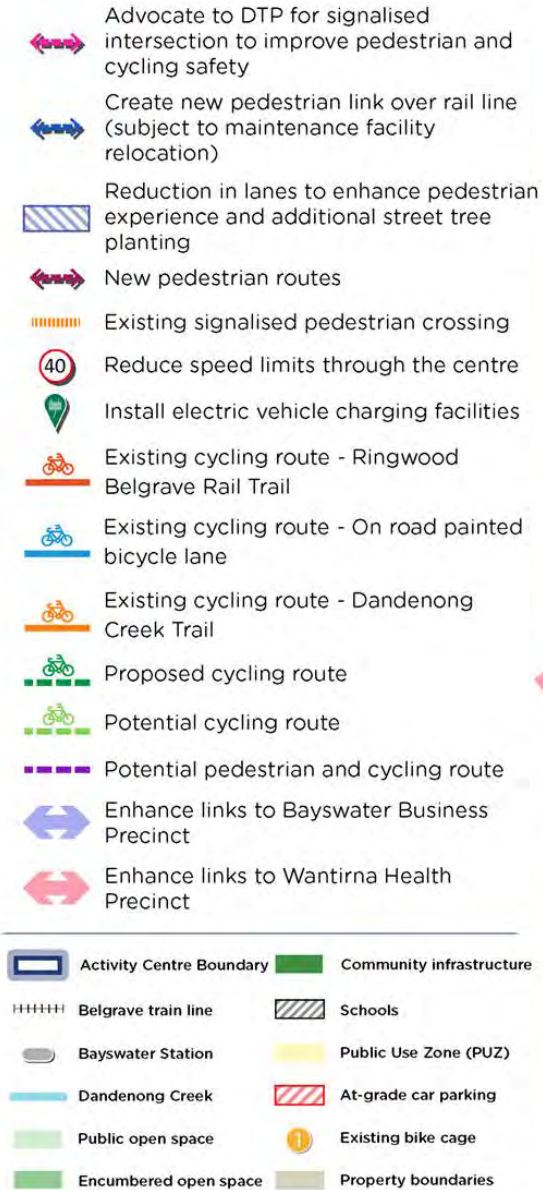 Advocate to DTP for signalised
intersection to improve pedestrian and
cycling safety
Create new pedestrian link over rail line
(subject to maintenance facility
relocation)
Reduction in lanes to enhance pedestrian
experience and additional street tree
planting
New pedestrian routes
Existing signalised pedestrian crossing
40 Reduce speed limits through the centre
Install electric vehicle charging facilities
Existing cycling route - Ringwood
Belgrave Rail Trail
Existing cycling route - On road painted
bicycle lane
Existing cycling route - Dandenong
Creek Trail
Proposed cycling route
Potential cycling route
Potential pedestrian and cycling route
Enhance links to Bayswater Business
Precinct
Enhance links to Wantirna Health
Precinct
Activity Centre Boundary
Community infrastructure
Belgrave train line
Schools
Bayswater Station
Public Use Zone (PUZ)
Dandenong Creek
At-grade car parking
Public open space
Existing bike cage
Encumbered open space
Property boundaries